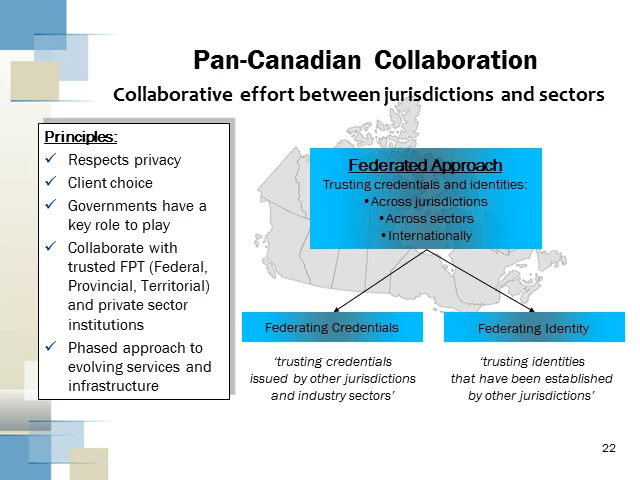 Pan-Canadian Collaboration
Collaborative effort between jurisdictions and sectors
Principles:
✓ Respects privacy
✓ Client choice
✓ Governments have a
key role to play
✓ Collaborate with
trusted FPT (Federal,
Provincial, Territorial)
and private sector
institutions
✓ Phased approach to
evolving services and
infrastructure
Federated Approach
Trusting credentials and identities:
•Across jurisdictions
•Across sectors
•Internationally
Federating Credentials
‘trusting credentials
issued by other jurisdictions
and industry sectors’
Federating Identity
‘trusting identities
that have been established
by other jurisdictions’
22